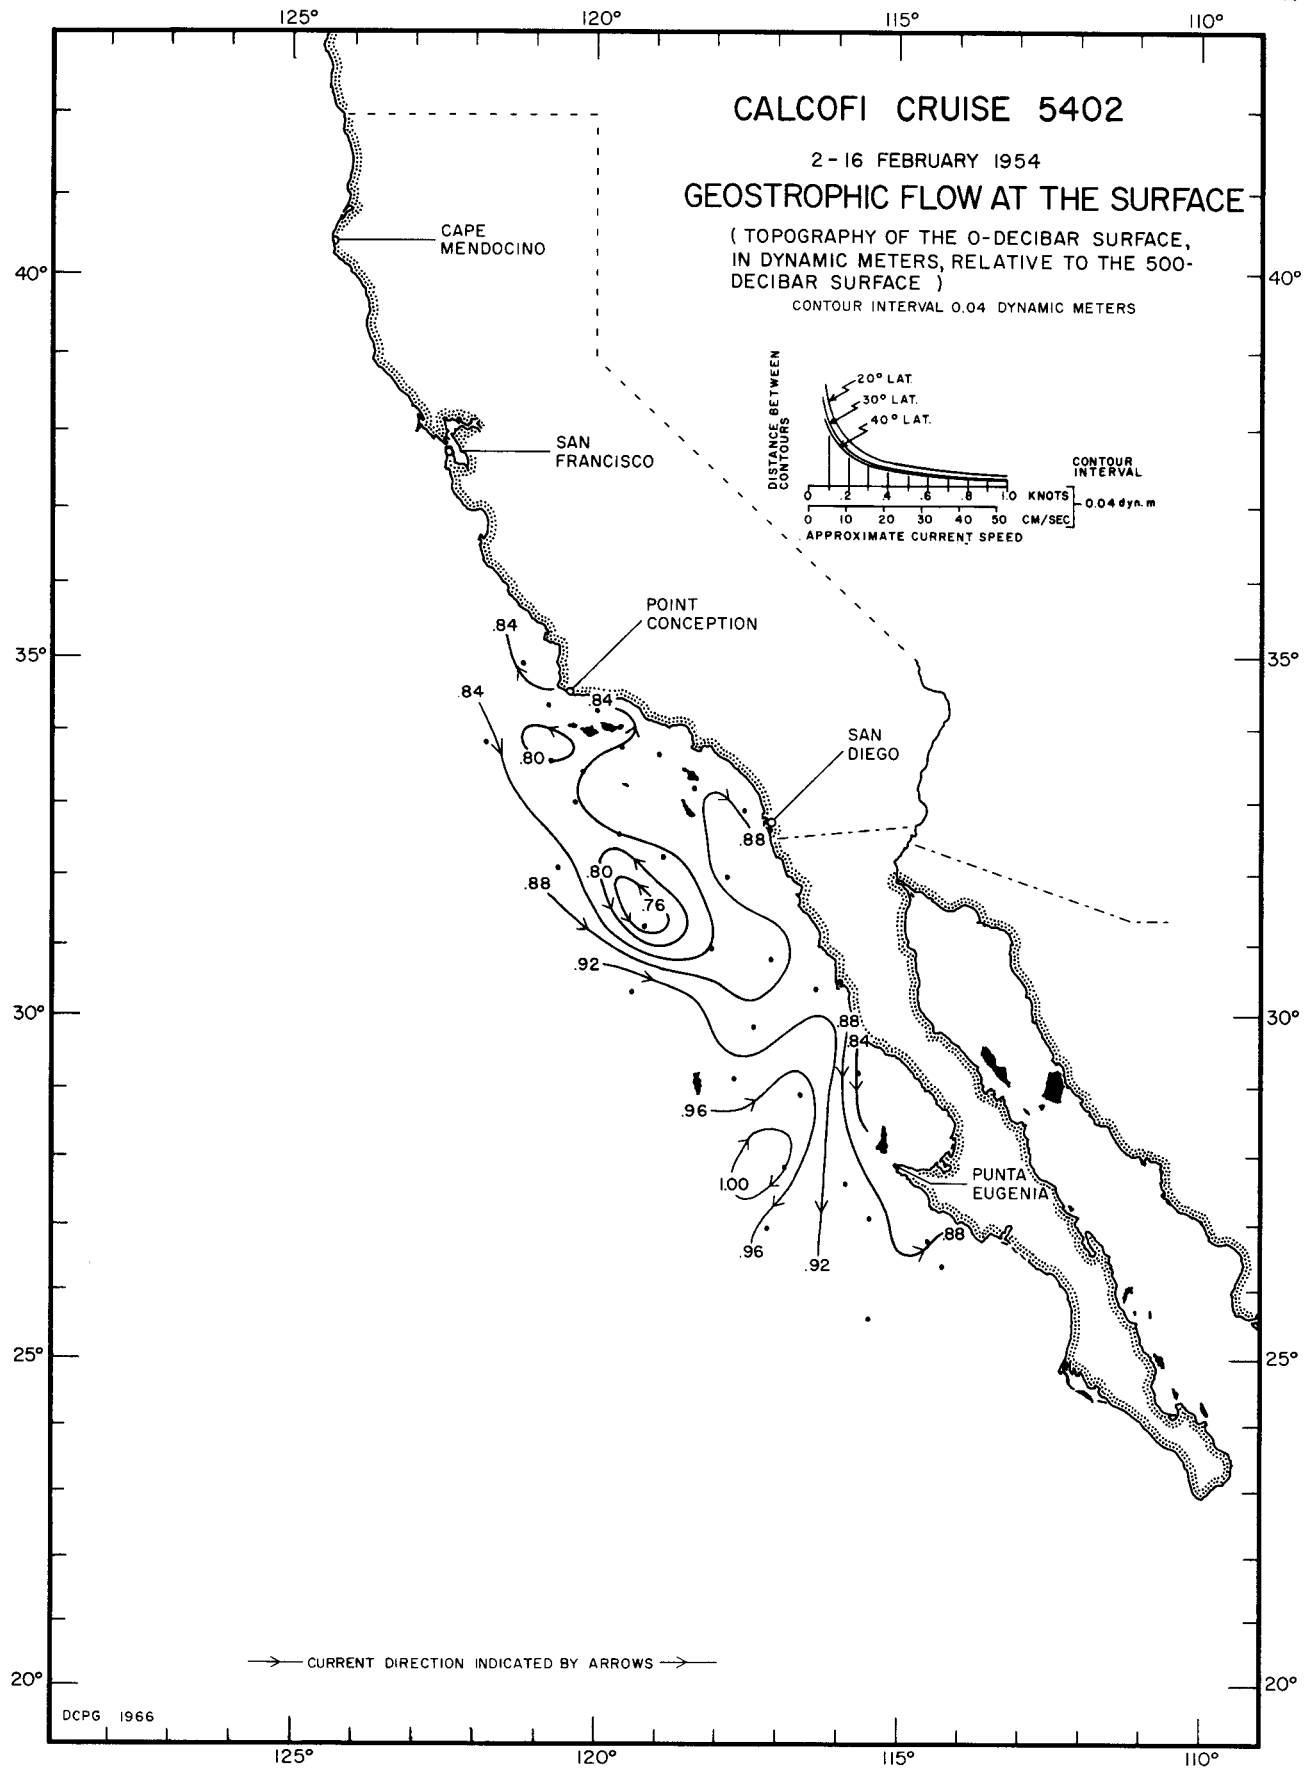 125° 120° 115° 110°
CALCOFI CRUISE 5402
2-16 FEBRUARY 1954
GEOSTROPHIC FLOW AT THE SURFACE
( TOPOGRAPHY OF THE 0-DECIBAR SURFACE,
IN DYNAMIC METERS, RELATIVE TO THE 500-
DECIBAR SURFACE )
CONTOUR INTERVAL 0.04 DYNAMIC METERS
CAPE
MENDOCINO
40° 40°
DISTANCE BETWEEN
CONTOURS
20° LAT.
30° LAT.
40° LAT.
CONTOUR
INTERVAL
0 .2 .4 .6 .8 1.0 KNOTS
0.04 dyn.m
0 10 20 30 40 50 CM/SEC
APPROXIMATE CURRENT SPEED
SAN
FRANCISCO
POINT
CONCEPTION
.84
35° 35°
.84
.84
SAN
DIEGO
.80
.88
.80
.88
.76
.92
30° 30°
.88
.84
.96
1.00
PUNTA
EUGENIA
.88
.96
.92
25° 25°
CURRENT DIRECTION INDICATED BY ARROWS
20° 20°
DCPG 1966
125° 120° 115° 110°